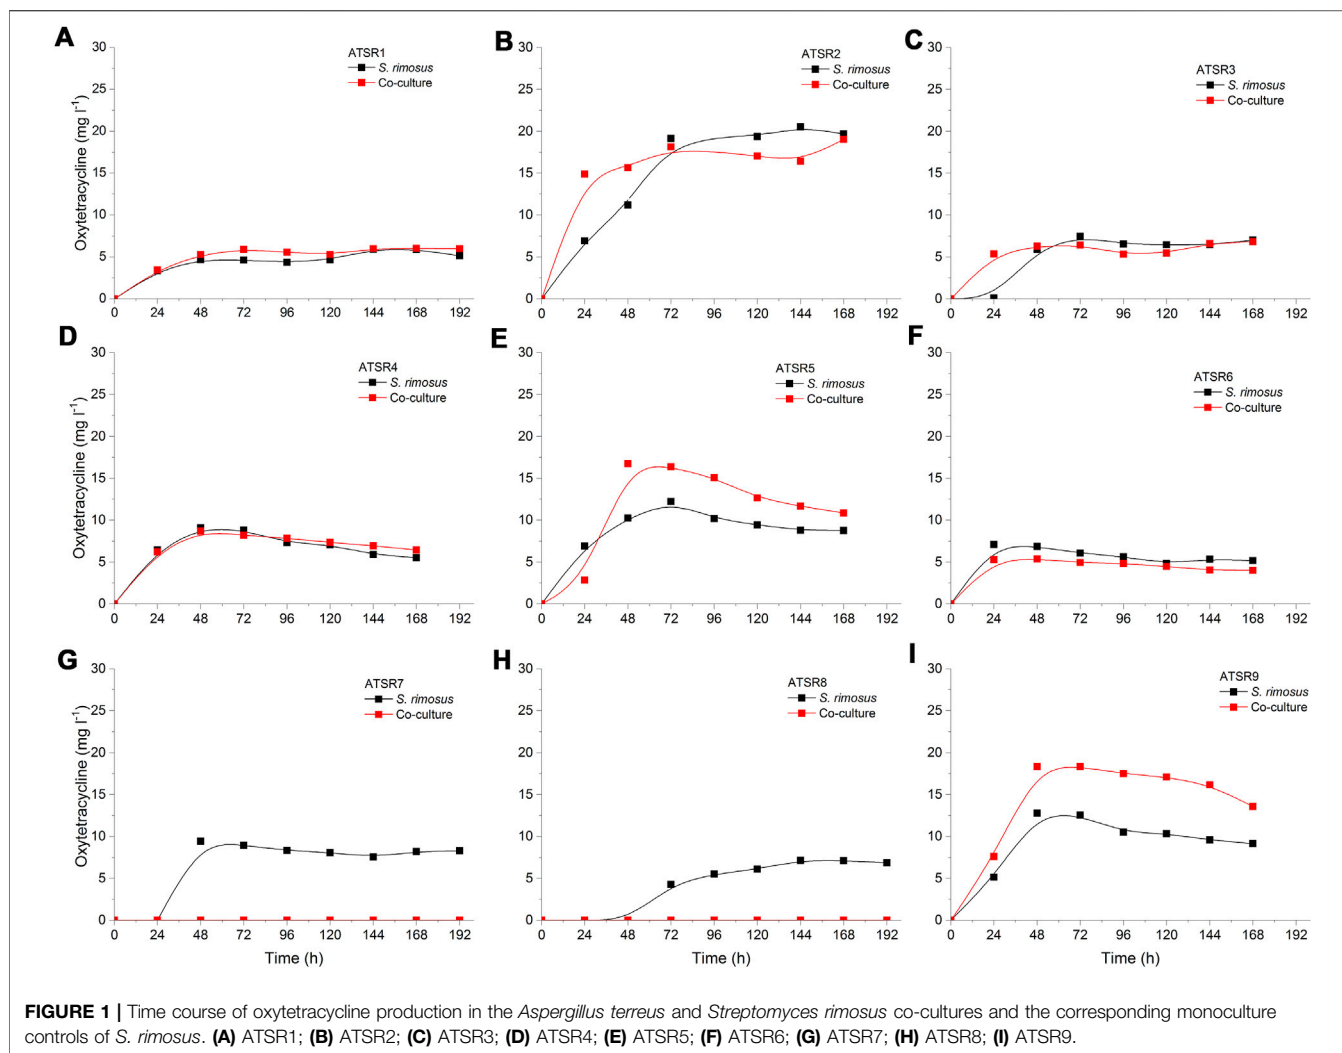 A
B
C
30
25
20
15
10
5
0
Oxytetracycline (mg l⁻¹)
ATSR1
S. rimosus
Co-culture
0 24 48 72 96 120 144 168 192
30
25
20
15
10
5
0
ATSR2
S. rimosus
Co-culture
0 24 48 72 96 120 144 168 192
30
25
20
15
10
5
0
ATSR3
S. rimosus
Co-culture
0 24 48 72 96 120 144 168 192
D
E
F
30
25
20
15
10
5
0
Oxytetracycline (mg l⁻¹)
ATSR4
S. rimosus
Co-culture
0 24 48 72 96 120 144 168 192
30
25
20
15
10
5
0
ATSR5
S. rimosus
Co-culture
0 24 48 72 96 120 144 168 192
30
25
20
15
10
5
0
ATSR6
S. rimosus
Co-culture
0 24 48 72 96 120 144 168 192
G
H
I
30
25
20
15
10
5
0
Oxytetracycline (mg l⁻¹)
ATSR7
S. rimosus
Co-culture
0 24 48 72 96 120 144 168 192
Time (h)
30
25
20
15
10
5
0
ATSR8
S. rimosus
Co-culture
0 24 48 72 96 120 144 168 192
Time (h)
30
25
20
15
10
5
0
ATSR9
S. rimosus
Co-culture
0 24 48 72 96 120 144 168 192
Time (h)
FIGURE 1 | Time course of oxytetracycline production in the Aspergillus terreus and Streptomyces rimosus co-cultures and the corresponding monoculture
controls of S. rimosus. (A) ATSR1; (B) ATSR2; (C) ATSR3; (D) ATSR4; (E) ATSR5; (F) ATSR6; (G) ATSR7; (H) ATSR8; (I) ATSR9.